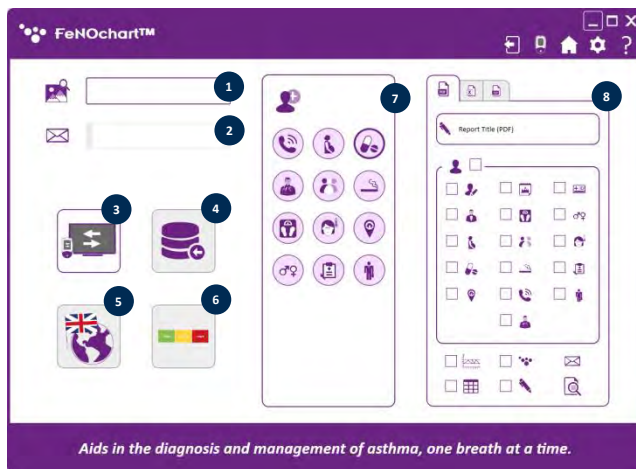 FeNOchart™
1
2
3
4
5
6
7
8
Report Title (PDF)
Aids in the diagnosis and management of asthma, one breath at a time.